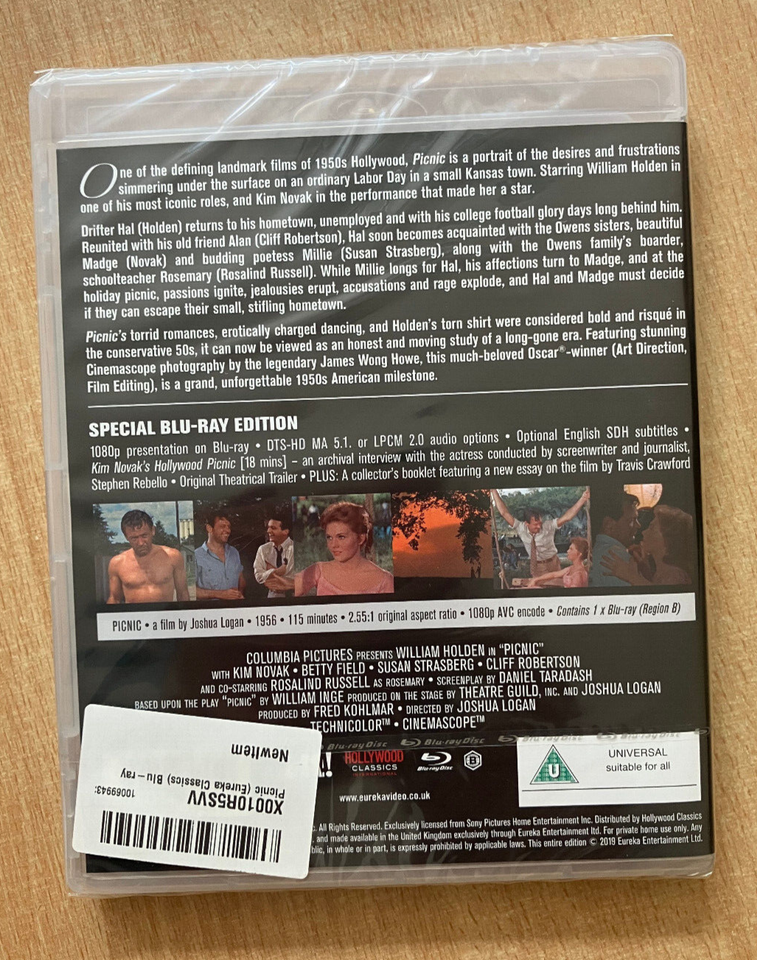 One of the defining landmark films of 1950s Hollywood, Picnic is a portrait of the desires and frustrations
simmering under the surface on an ordinary Labor Day in a small Kansas town. Starring William Holden in
one of his most iconic roles, and Kim Novak in the performance that made her a star.
Drifter Hal (Holden) returns to his hometown, unemployed and with his college football glory days long behind him.
Reunited with his old friend Alan (Cliff Robertson), Hal soon becomes acquainted with the Owens sisters, beautiful
Madge (Novak) and budding poetess Millie (Susan Strasberg), along with the Owens family's boarder,
schoolteacher Rosemary (Rosalind Russell). While Millie longs for Hal, his affections turn to Madge, and at the
holiday picnic, passions ignite, jealousies erupt, accusations and rage explode, and Hal and Madge must decide
if they can escape their small, stifling hometown.
Picnic's torrid romances, erotically charged dancing, and Holden's torn shirt were considered bold and risqué in
the conservative 50s, it can now be viewed as an honest and moving study of a long-gone era. Featuring stunning
Cinemascope photography by the legendary James Wong Howe, this much-beloved Oscar®-winner (Art Direction,
Film Editing), is a grand, unforgettable 1950s American milestone.
SPECIAL BLU-RAY EDITION
1080p presentation on Blu-ray • DTS-HD MA 5.1. or LPCM 2.0 audio options • Optional English SDH subtitles •
Kim Novak's Hollywood Picnic [18 mins] – an archival interview with the actress conducted by screenwriter and journalist,
Stephen Rebello • Original Theatrical Trailer • PLUS: A collector's booklet featuring a new essay on the film by Travis Crawford
PICNIC • a film by Joshua Logan • 1956 • 115 minutes • 2.55:1 original aspect ratio • 1080p AVC encode • Contains 1 x Blu-ray (Region B)
COLUMBIA PICTURES PRESENTS WILLIAM HOLDEN IN "PICNIC"
WITH KIM NOVAK • BETTY FIELD • SUSAN STRASBERG • CLIFF ROBERTSON
AND CO-STARRING ROSALIND RUSSELL AS ROSEMARY • SCREENPLAY BY DANIEL TARADASH
BASED UPON THE PLAY "PICNIC" BY WILLIAM INGE PRODUCED ON THE STAGE BY THEATRE GUILD, INC. AND JOSHUA LOGAN
PRODUCED BY FRED KOHLMAR • DIRECTED BY JOSHUA LOGAN
TECHNICOLOR™ • CINEMASCOPE™
Blu-ray Disc Blu-ray Disc Blu-ray Disc
HOLLYWOOD
CLASSICS
INTERNATIONAL
Blu-ray Disc
B
U
UNIVERSAL
suitable for all
www.eurekavideo.co.uk
All Rights Reserved. Exclusively licensed from Sony Pictures Home Entertainment Inc. Distributed by Hollywood Classics
and made available in the United Kingdom exclusively through Eureka Entertainment ltd. For private home use only. Any
in whole or in part, is expressly prohibited by applicable laws. This entire edition © 2019 Eureka Entertainment Ltd.
X0010R5SVV
Picnic (Eureka Classics) Blu-ray
NewItem